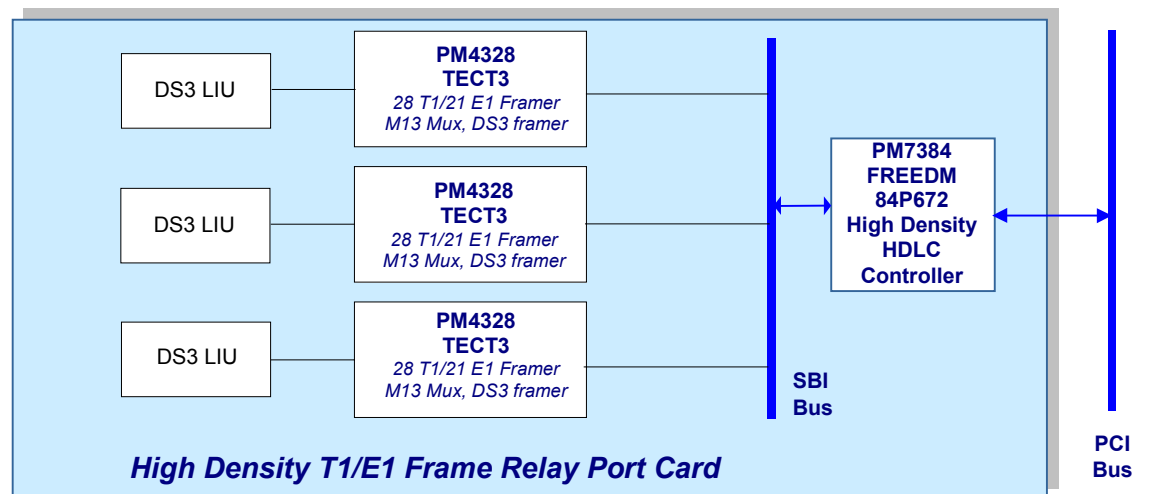 DS3 LIU
PM4328
TECT3
28 T1/21 E1 Framer
M13 Mux, DS3 framer
DS3 LIU
PM4328
TECT3
28 T1/21 E1 Framer
M13 Mux, DS3 framer
DS3 LIU
PM4328
TECT3
28 T1/21 E1 Framer
M13 Mux, DS3 framer
SBI
Bus
PM7384
FREEDM
84P672
High Density
HDLC
Controller
PCI
Bus
High Density T1/E1 Frame Relay Port Card